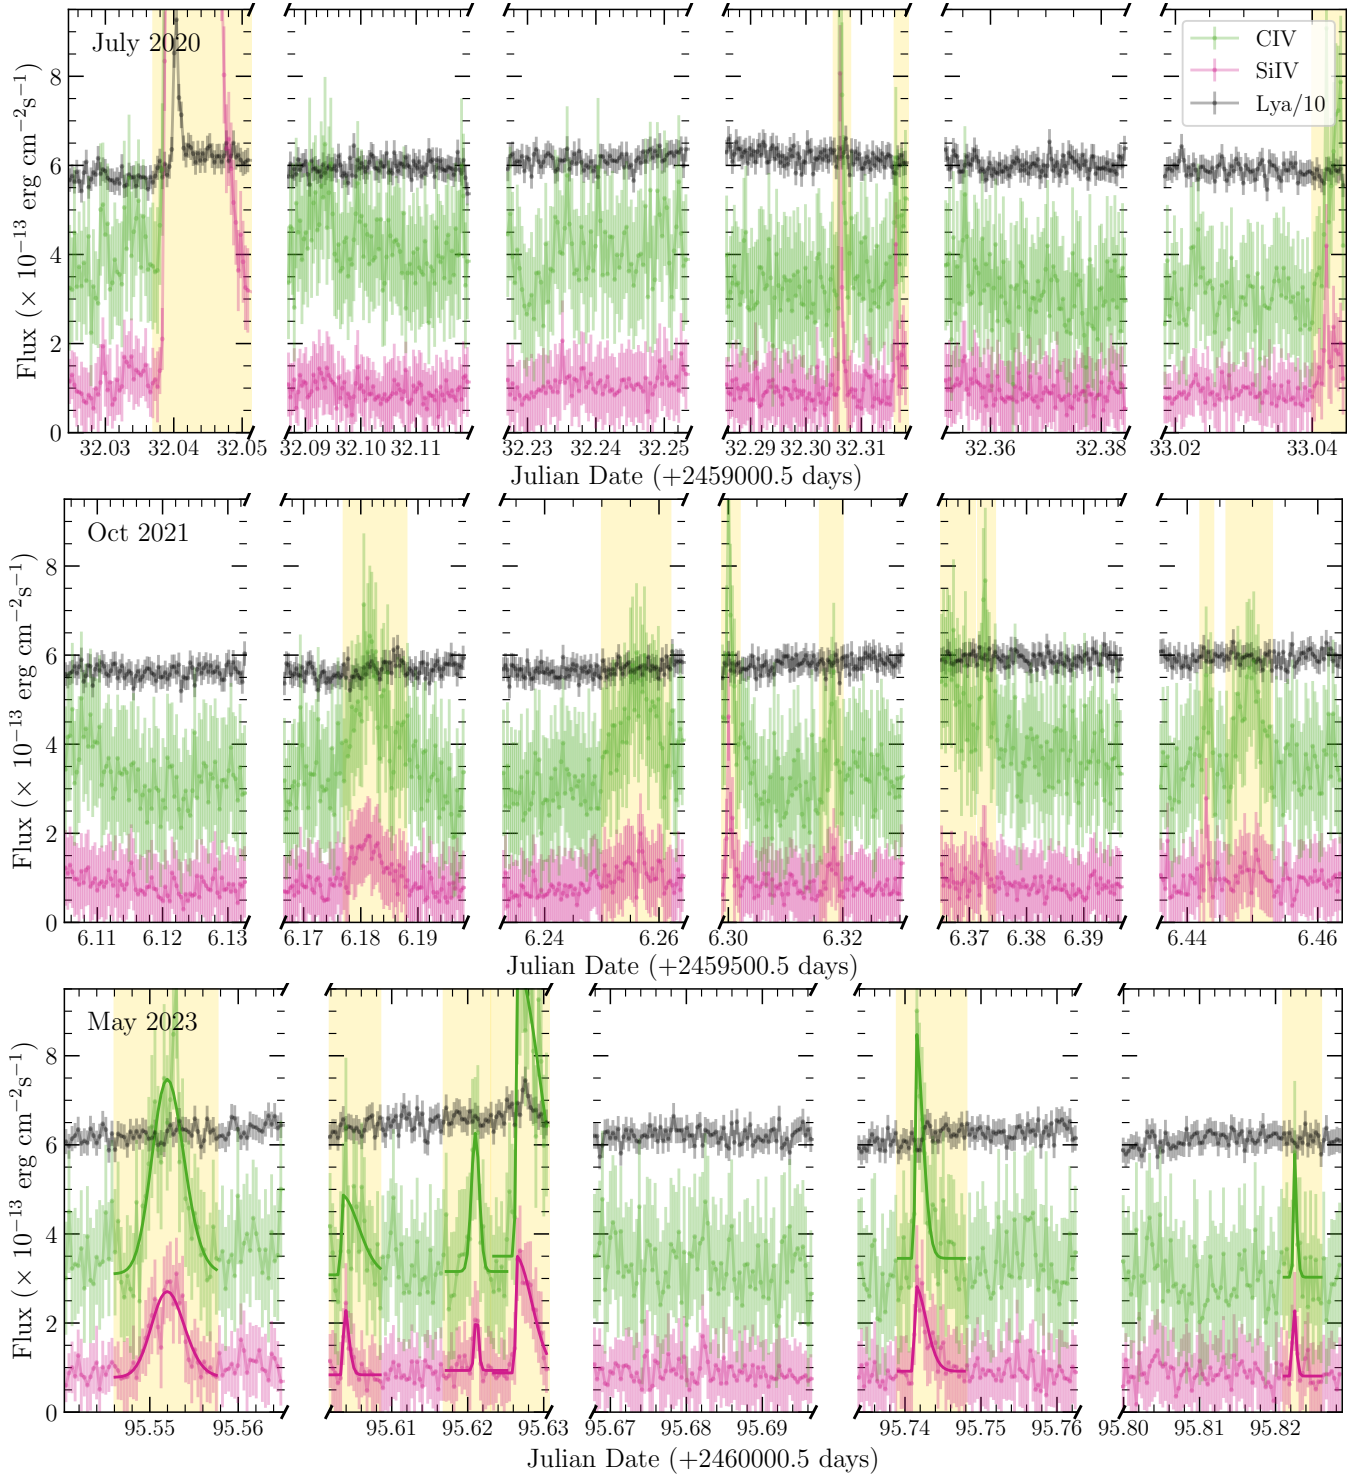 July 2020
CIV
SiIV
Lya/10
Flux (× 10⁻¹³ erg cm⁻²s⁻¹)
8
6
4
2
0
32.03 32.04 32.05 32.09 32.10 32.11 32.23 32.24 32.25 32.29 32.30 32.31 32.36 32.38 33.02 33.04
Julian Date (+2459000.5 days)
Oct 2021
Flux (× 10⁻¹³ erg cm⁻²s⁻¹)
8
6
4
2
0
6.11 6.12 6.13 6.17 6.18 6.19 6.24 6.26 6.30 6.32 6.37 6.38 6.39 6.44 6.46
Julian Date (+2459500.5 days)
May 2023
Flux (× 10⁻¹³ erg cm⁻²s⁻¹)
8
6
4
2
0
95.55 95.56 95.61 95.62 95.63 95.67 95.68 95.69 95.74 95.75 95.76 95.80 95.81 95.82
Julian Date (+2460000.5 days)